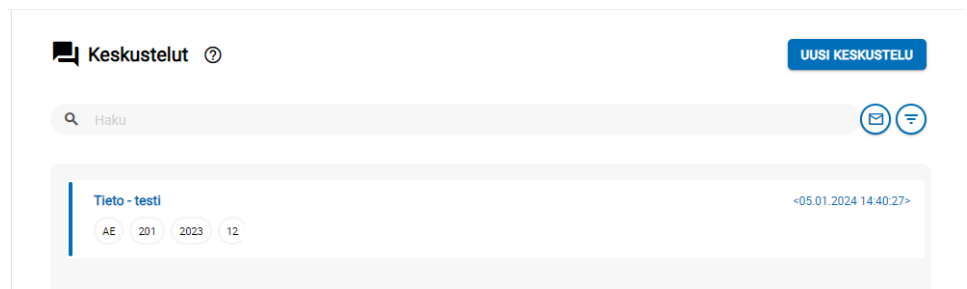 Keskustelut
UUSI KESKUSTELU
Haku
Tieto - testi
<05.01.2024 14:40:27>
AE 201 2023 12